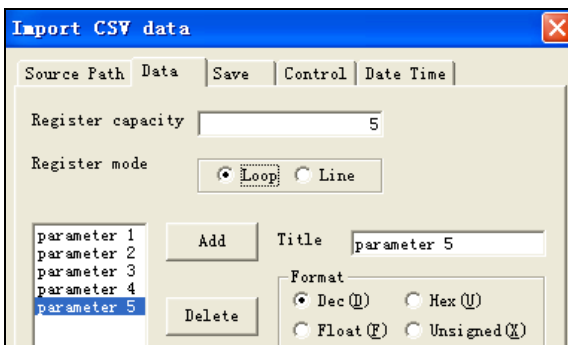 Import CSV data
Source Path Data Save Control Date Time
Register capacity 5
Register mode Loop Line
parameter 1
parameter 2
parameter 3
parameter 4
parameter 5
Add
Delete
Title parameter 5
Format
Dec(D) Hex(U)
Float(F) Unsigned(X)